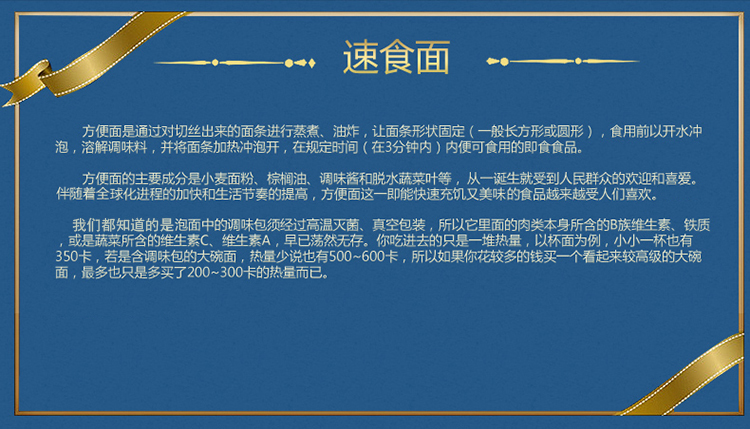 速食面
方便面是通过对切丝出来的面条进行蒸煮、油炸，让面条形状固定（一般长方形或圆形），食用前以开水冲
泡，溶解调味料，并将面条加热冲泡开，在规定时间（在3分钟内）内便可食用的即食食品。
方便面的主要成分是小麦面粉、棕榈油、调味酱和脱水蔬菜叶等，从一诞生就受到人民群众的欢迎和喜爱。
伴随着全球化进程的加快和生活节奏的提高，方便面这一即能快速充饥又美味的食品越来越受人们喜欢。
我们都知道的是泡面中的调味包须经过高温灭菌、真空包装，所以它里面的肉类本身所含的B族维生素、铁质
，或是蔬菜所含的维生素C、维生素A，早已荡然无存。你吃进去的只是一堆热量，以杯面为例，小小一杯也有
350卡，若是含调味包的大碗面，热量少说也有500~600卡，所以如果你花较多的钱买一个看起来较高级的大碗
面，最多也只是多买了200~300卡的热量而已。